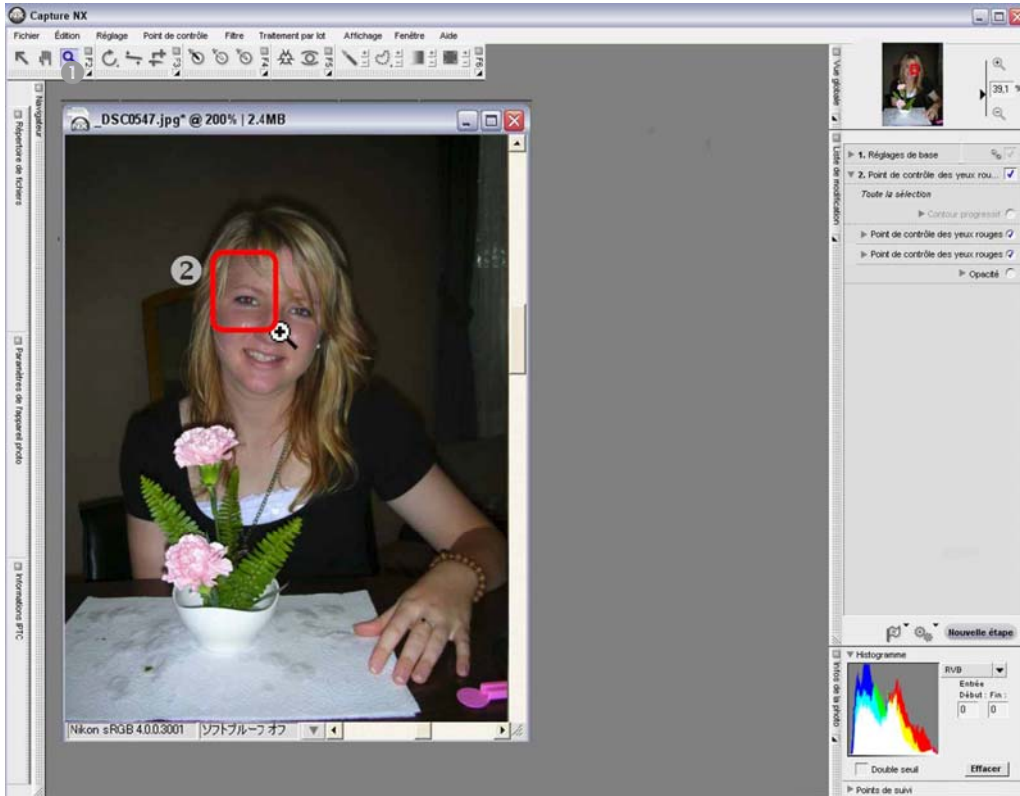 Capture NX
Fichier Édition Réglage Point de contrôle Filtre Traitement par lot Affichage Fenêtre Aide
1
F2
F3
F4
F5
F6
_DSC0547.jpg* @ 200% | 2.4MB
2
Nikon sRGB 4.0.0.3001 ソフトプルーフ オフ
Navigateur
Répertoire de fichiers
Paramètres de l'appareil photo
Informations IPTC
Vue globale
39,1 %
Liste de modification
1. Réglages de base
2. Point de contrôle des yeux rou...
Toute la sélection
Contour progressif
Point de contrôle des yeux rouges
Point de contrôle des yeux rouges
Opacité
Nouvelle étape
Infos de la photo
Histogramme
RVB
Entrée
Début : Fin :
0 0
Double seuil Effacer
Points de suivi